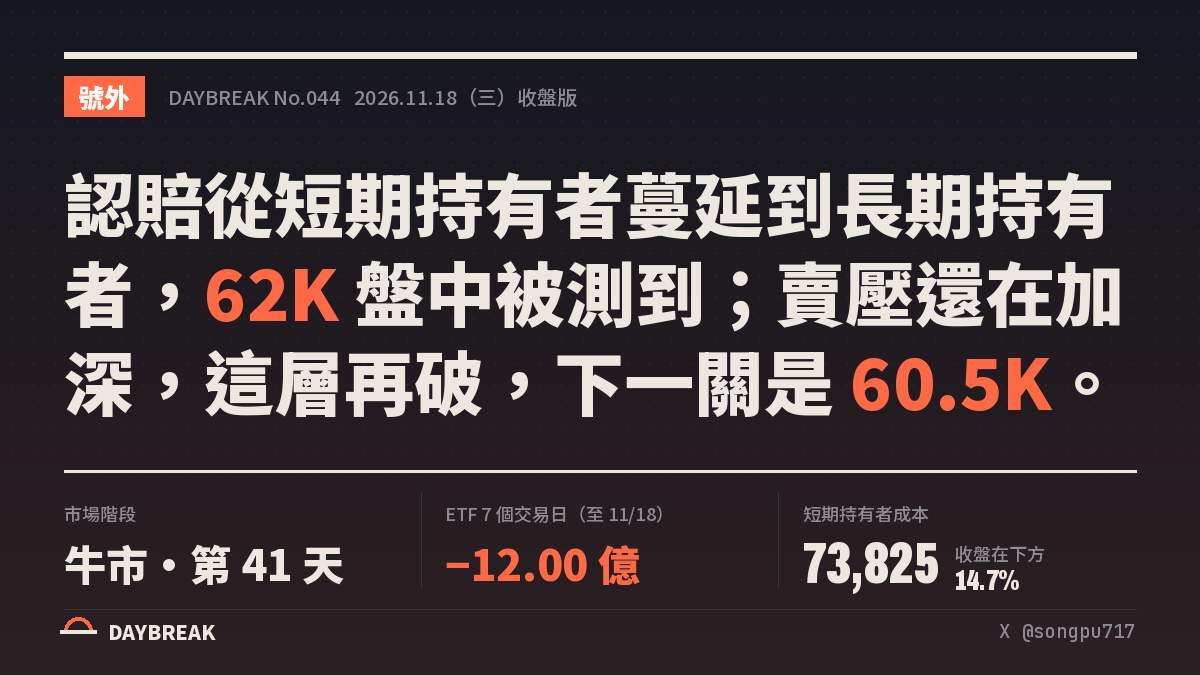 號外 DAYBREAK No.044 2026.11.18（三）收盤版
認賠從短期持有者蔓延到長期持有
者，62K 盤中被測到；賣壓還在加
深，這層再破，下一關是 60.5K。
市場階段
牛市・第 41 天
ETF 7 個交易日（至 11/18）
−12.00 億
短期持有者成本
73,825 收盤在下方
14.7%
DAYBREAK
X @songpu717